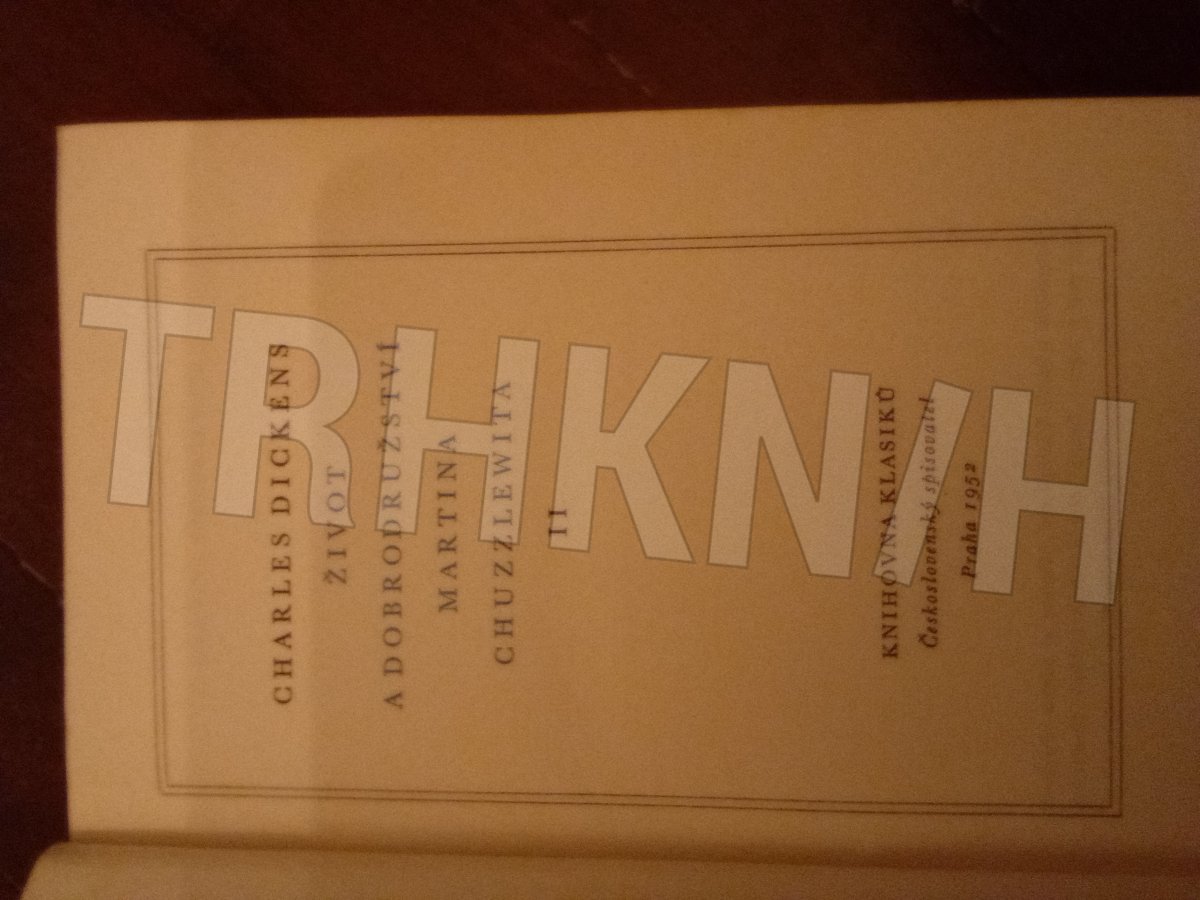 CHARLES DICKENS
ŽIVOT
A DOBRODRUŽSTVÍ
MARTINA
CHUZZLEWITA
II
KNIHOVNA KLASIKŮ
Československý spisovatel
Praha 1952
TRHKNIH